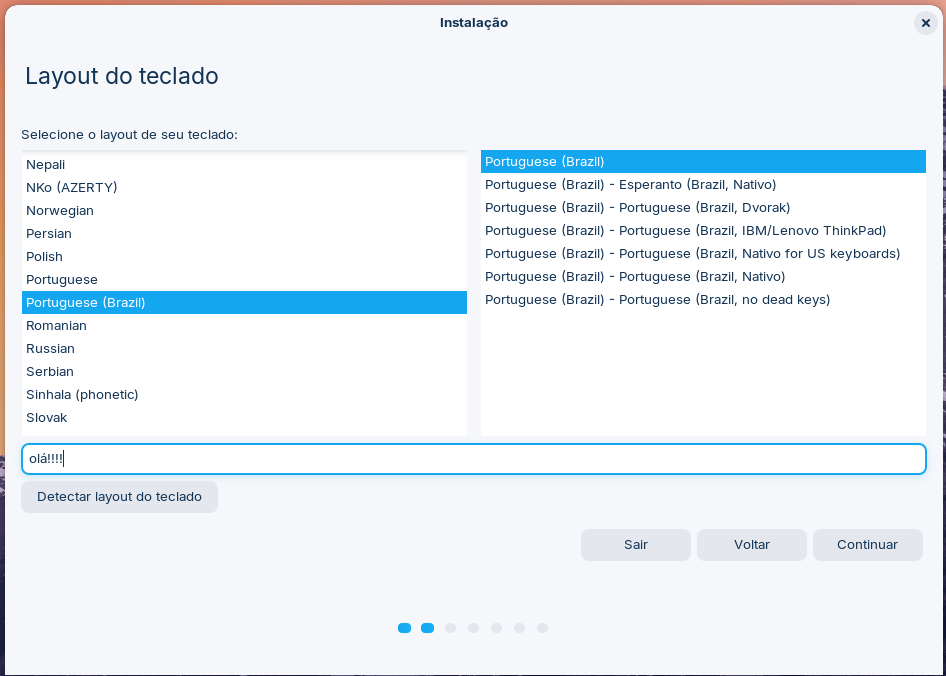 Instalação
Layout do teclado
Selecione o layout de seu teclado:
Nepali
NKo (AZERTY)
Norwegian
Persian
Polish
Portuguese
Portuguese (Brazil)
Romanian
Russian
Serbian
Sinhala (phonetic)
Slovak
Portuguese (Brazil)
Portuguese (Brazil) - Esperanto (Brazil, Nativo)
Portuguese (Brazil) - Portuguese (Brazil, Dvorak)
Portuguese (Brazil) - Portuguese (Brazil, IBM/Lenovo ThinkPad)
Portuguese (Brazil) - Portuguese (Brazil, Nativo for US keyboards)
Portuguese (Brazil) - Portuguese (Brazil, Nativo)
Portuguese (Brazil) - Portuguese (Brazil, no dead keys)
olá!!!!
Detectar layout do teclado
Sair Voltar Continuar